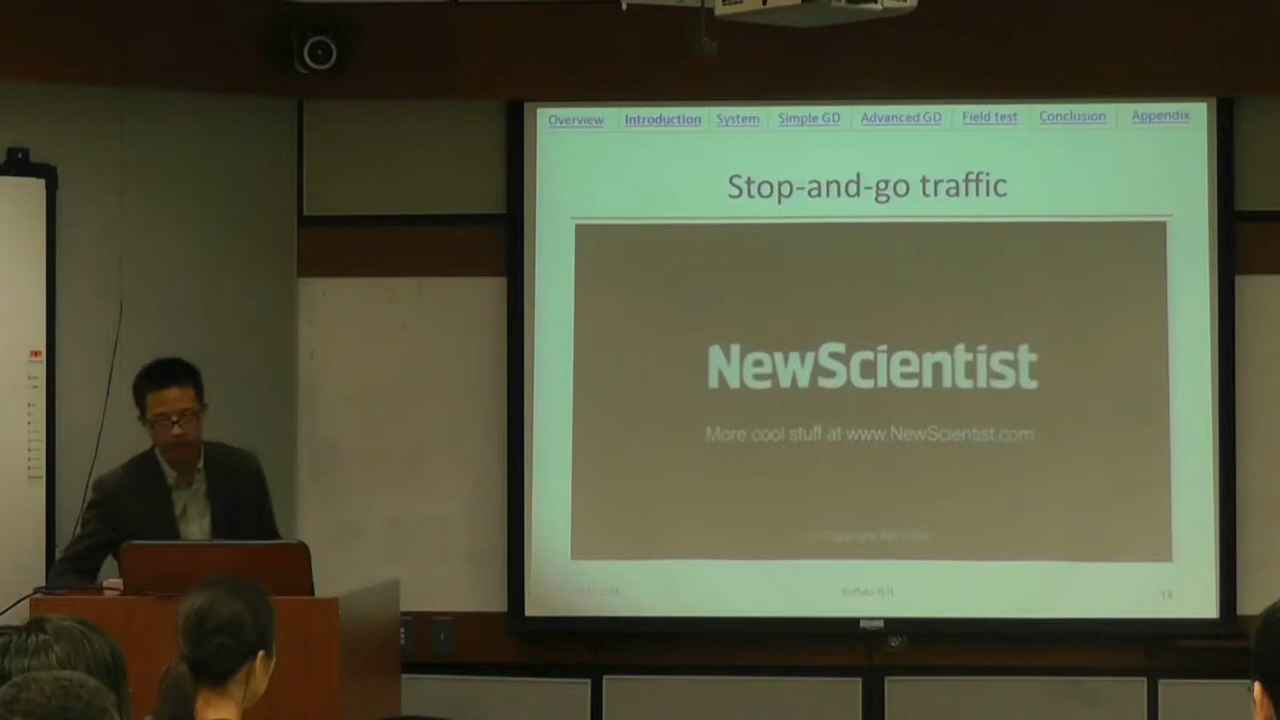 Overview Introduction System Simple GD Advanced GD Field test Conclusion Appendix
Stop-and-go traffic
NewScientist
More cool stuff at www.NewScientist.com